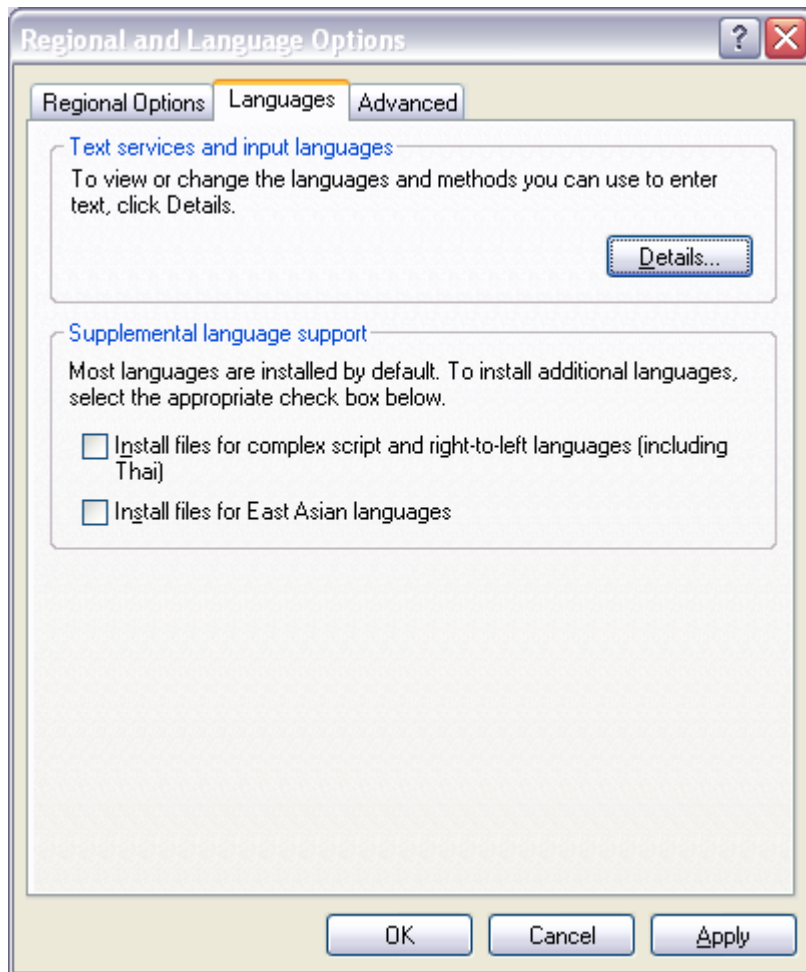 Regional and Language Options
?
Regional Options Languages Advanced
Text services and input languages
To view or change the languages and methods you can use to enter
text, click Details.
Details...
Supplemental language support
Most languages are installed by default. To install additional languages,
select the appropriate check box below.
Install files for complex script and right-to-left languages (including
Thai)
Install files for East Asian languages
OK Cancel Apply